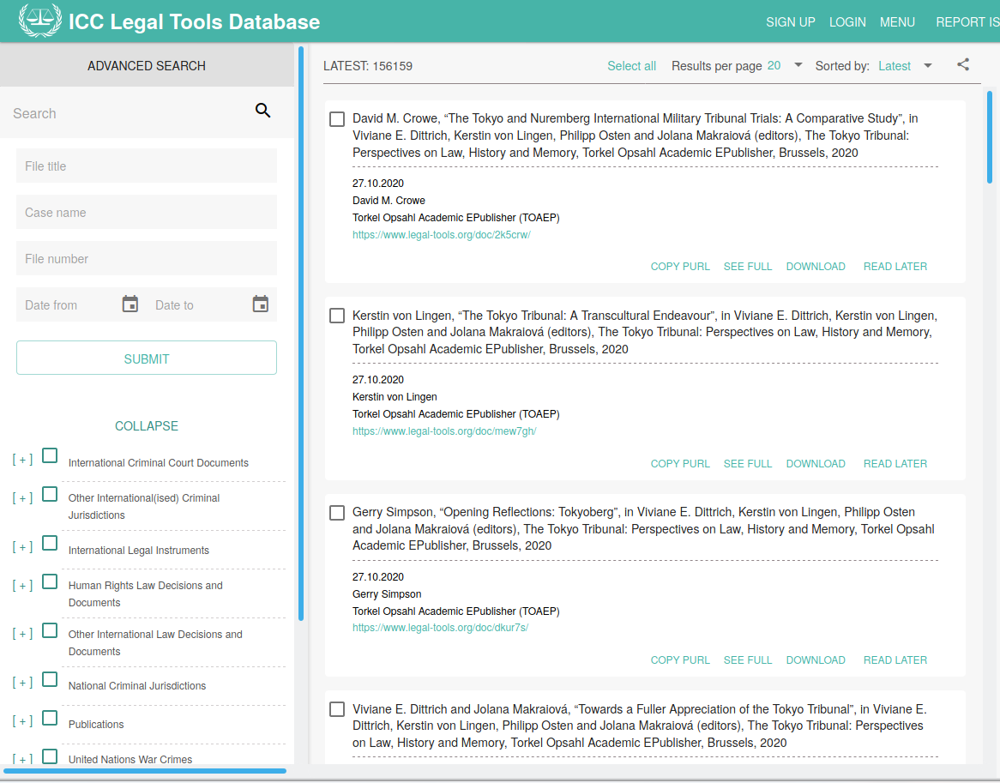 ICC Legal Tools Database
SIGN UP LOGIN MENU REPORT IS
ADVANCED SEARCH
Search
File title
Case name
File number
Date from Date to
SUBMIT
COLLAPSE
[ + ] International Criminal Court Documents
[ + ] Other International(ised) Criminal
Jurisdictions
[ + ] International Legal Instruments
[ + ] Human Rights Law Decisions and
Documents
[ + ] Other International Law Decisions and
Documents
[ + ] National Criminal Jurisdictions
[ + ] Publications
[ + ] United Nations War Crimes
LATEST: 156159 Select all Results per page 20 Sorted by: Latest
David M. Crowe, “The Tokyo and Nuremberg International Military Tribunal Trials: A Comparative Study”, in
Viviane E. Dittrich, Kerstin von Lingen, Philipp Osten and Jolana Makraiová (editors), The Tokyo Tribunal:
Perspectives on Law, History and Memory, Torkel Opsahl Academic EPublisher, Brussels, 2020
27.10.2020
David M. Crowe
Torkel Opsahl Academic EPublisher (TOAEP)
https://www.legal-tools.org/doc/2k5crw/
COPY PURL SEE FULL DOWNLOAD READ LATER
Kerstin von Lingen, “The Tokyo Tribunal: A Transcultural Endeavour”, in Viviane E. Dittrich, Kerstin von Lingen,
Philipp Osten and Jolana Makraiová (editors), The Tokyo Tribunal: Perspectives on Law, History and Memory,
Torkel Opsahl Academic EPublisher, Brussels, 2020
27.10.2020
Kerstin von Lingen
Torkel Opsahl Academic EPublisher (TOAEP)
https://www.legal-tools.org/doc/mew7gh/
COPY PURL SEE FULL DOWNLOAD READ LATER
Gerry Simpson, “Opening Reflections: Tokyoberg”, in Viviane E. Dittrich, Kerstin von Lingen, Philipp Osten
and Jolana Makraiová (editors), The Tokyo Tribunal: Perspectives on Law, History and Memory, Torkel Opsahl
Academic EPublisher, Brussels, 2020
27.10.2020
Gerry Simpson
Torkel Opsahl Academic EPublisher (TOAEP)
https://www.legal-tools.org/doc/dkur7s/
COPY PURL SEE FULL DOWNLOAD READ LATER
Viviane E. Dittrich and Jolana Makraiová, “Towards a Fuller Appreciation of the Tokyo Tribunal”, in Viviane E.
Dittrich, Kerstin von Lingen, Philipp Osten and Jolana Makraiová (editors), The Tokyo Tribunal: Perspectives
on Law, History and Memory, Torkel Opsahl Academic EPublisher, Brussels, 2020